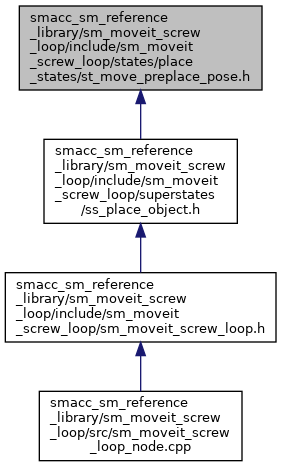 smacc_sm_reference
_library/sm_moveit_screw
_loop/include/sm_moveit
_screw_loop/states/place
_states/st_move_preplace_pose.h
smacc_sm_reference
_library/sm_moveit_screw
_loop/include/sm_moveit
_screw_loop/superstates
/ss_place_object.h
smacc_sm_reference
_library/sm_moveit_screw
_loop/include/sm_moveit
_screw_loop/sm_moveit_screw_loop.h
smacc_sm_reference
_library/sm_moveit_screw
_loop/src/sm_moveit_screw
_loop_node.cpp